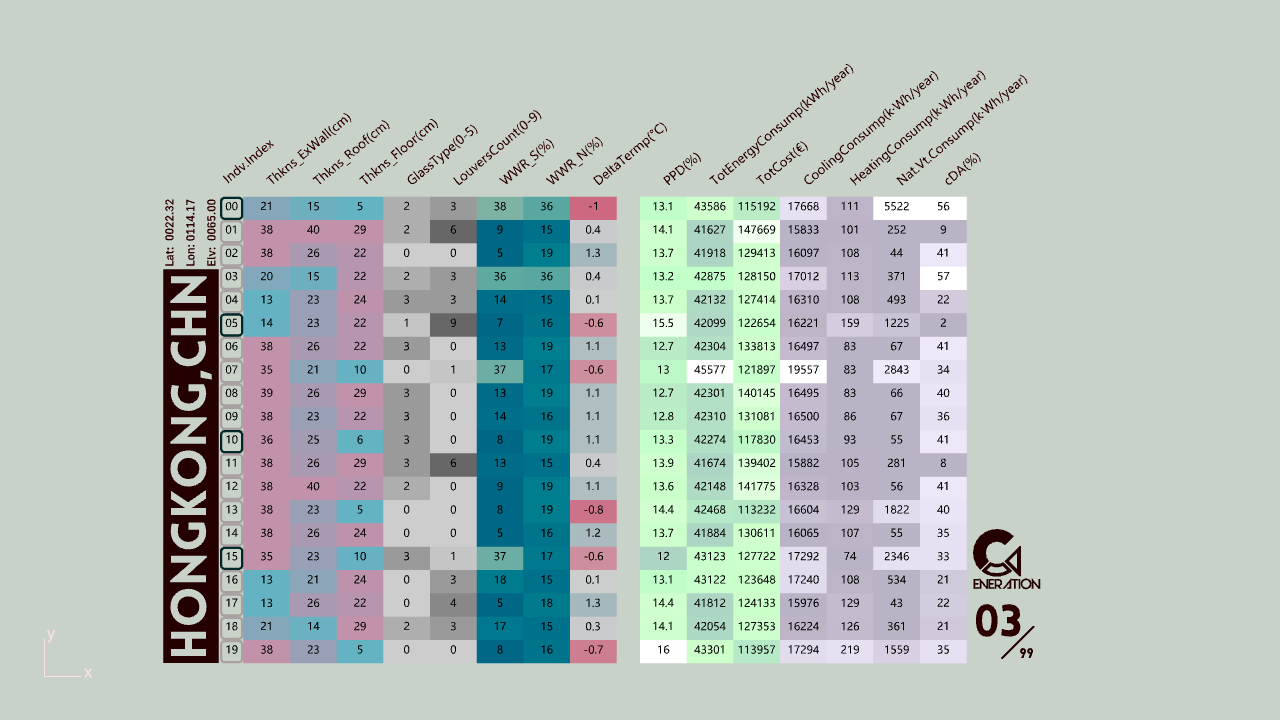 Indv.Index Thkns_ExWall(cm) Thkns_Roof(cm) Thkns_Floor(cm) GlassType(0-5) LouversCount(0-9) WWR_S(%) WWR_N(%) DeltaTermp(°C) PPD(%) TotEnergyConsump(kWh/year) TotCost(€) CoolingConsump(k·Wh/year) HeatingConsump(k·Wh/year) Nat.Vt.Consump(k·Wh/year) cDA(%)
Lat: 0022.32
Lon: 0114.17
Elv: 0065.00
HONGKONG,CHN
00 21 15 5 2 3 38 36 -1 13.1 43586 115192 17668 111 5522 56
01 38 40 29 2 6 9 15 0.4 14.1 41627 147669 15833 101 252 9
02 38 26 22 0 0 5 19 1.3 13.7 41918 129413 16097 108 44 41
03 20 15 22 2 3 36 36 0.4 13.2 42875 128150 17012 113 371 57
04 13 23 24 3 3 14 15 0.1 13.7 42132 127414 16310 108 493 22
05 14 23 22 1 9 7 16 -0.6 15.5 42099 122654 16221 159 1225 2
06 38 26 22 3 0 13 19 1.1 12.7 42304 133813 16497 83 67 41
07 35 21 10 0 1 37 17 -0.6 13 45577 121897 19557 83 2843 34
08 39 26 29 3 0 13 19 1.1 12.7 42301 140145 16495 83 66 40
09 38 23 22 3 0 14 16 1.1 12.8 42310 131081 16500 86 67 36
10 36 25 6 3 0 8 19 1.1 13.3 42274 117830 16453 93 55 41
11 38 26 29 3 6 13 15 0.4 13.9 41674 139402 15882 105 281 8
12 38 40 22 2 0 9 19 1.1 13.6 42148 141775 16328 103 56 41
13 38 23 5 0 0 8 19 -0.8 14.4 42468 113232 16604 129 1822 40
14 38 26 24 0 0 5 16 1.2 13.7 41884 130611 16065 107 55 35
15 35 23 10 3 1 37 17 -0.6 12 43123 127722 17292 74 2346 33
16 13 21 24 0 3 18 15 0.1 13.1 43122 123648 17240 108 534 21
17 13 26 22 0 4 5 18 1.3 14.4 41812 124133 15976 129 43 22
18 21 14 29 2 3 17 15 0.3 14.1 42054 127353 16224 126 361 21
19 38 23 5 0 0 8 16 -0.7 16 43301 113957 17294 219 1559 35
ENERATION
03/99
y
x